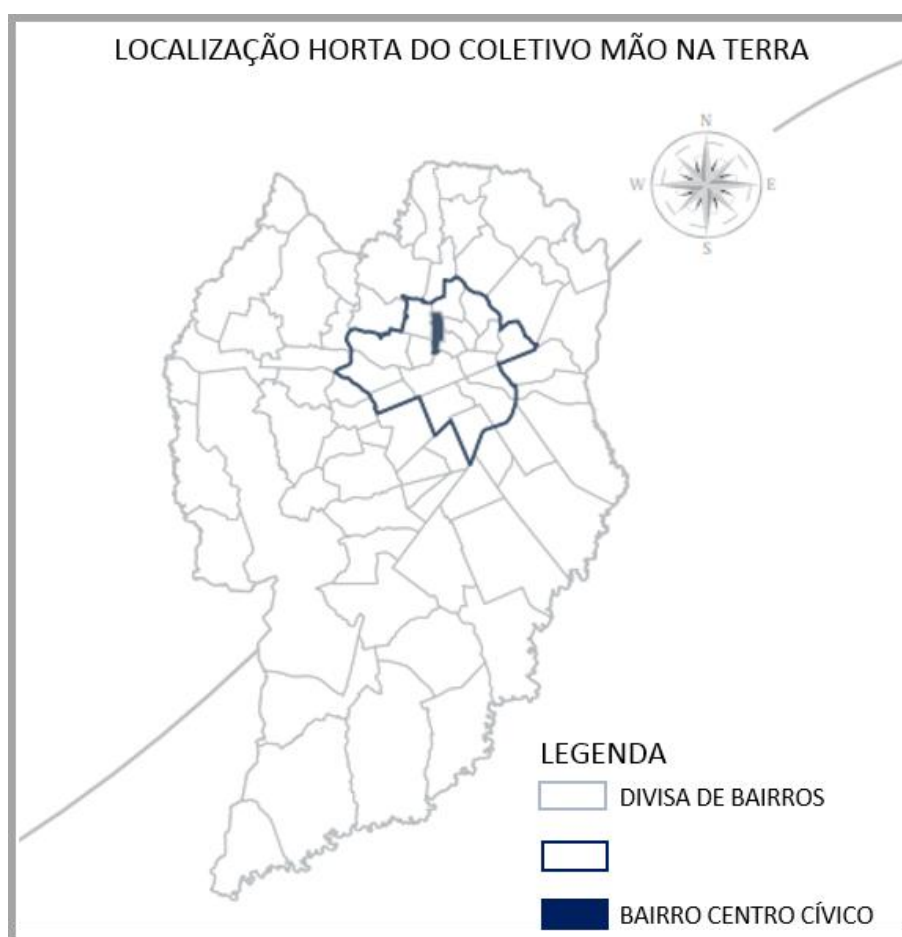 LOCALIZAÇÃO HORTA DO COLETIVO MÃO NA TERRA
N
W E
S
LEGENDA
DIVISA DE BAIRROS
BAIRRO CENTRO CÍVICO